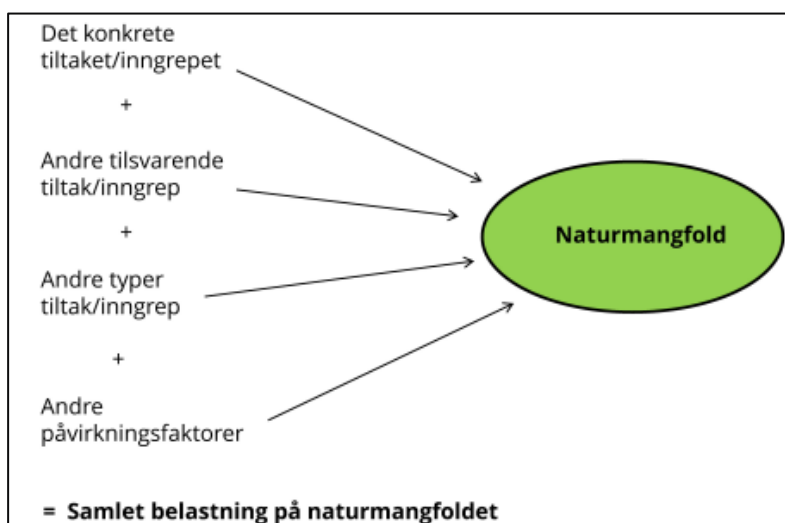 Det konkrete
tiltaket/inngrepet
+
Andre tilsvarende
tiltak/inngrep
+
Andre typer
tiltak/inngrep
+
Andre
påvirkningsfaktorer
= Samlet belastning på naturmangfoldet
Naturmangfold